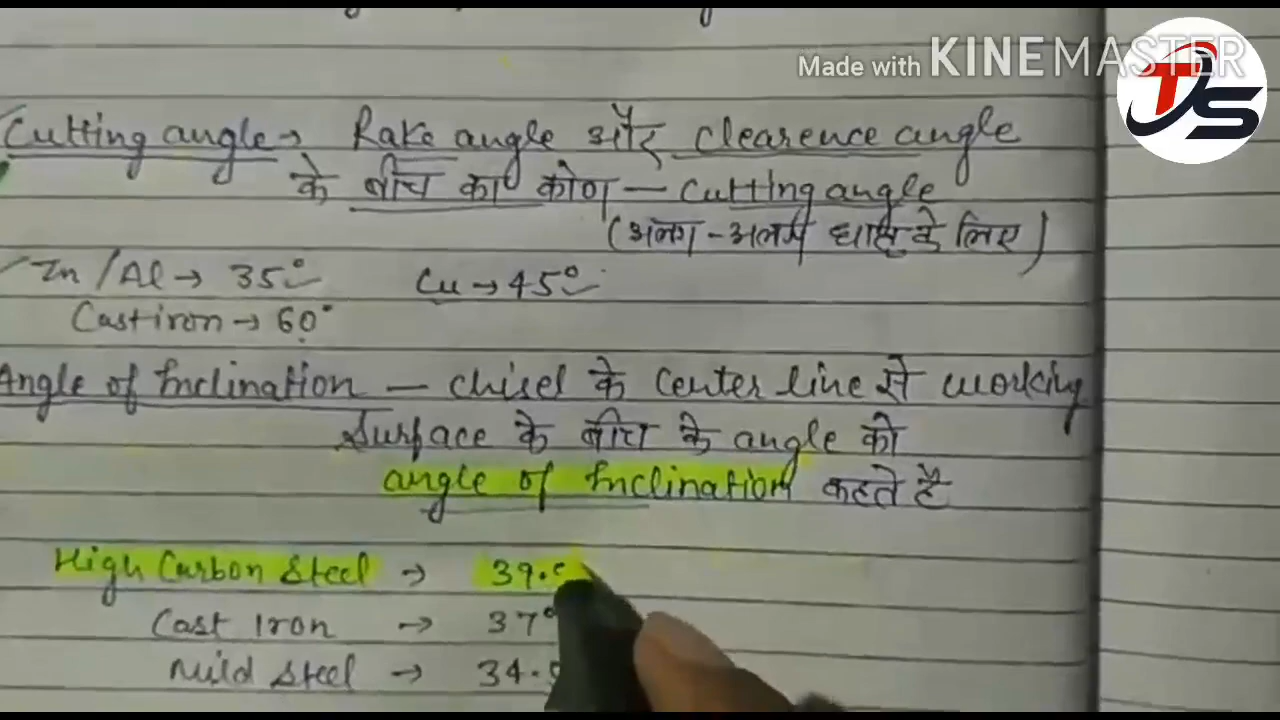 Made with KINEMASTER
TJS
Cutting angle → Rake angle और Clearence angle
के बीच का कोण — Cutting angle
(अलग-अलग धातु के लिए)
Zn/Al → 35° Cu → 45°
Cast iron → 60°
Angle of Inclination — Chisel के Center line से working
Surface के बीच के angle को
angle of Inclination कहते है
High Carbon Steel → 39.
Cast Iron → 37°
Mild Steel → 34.